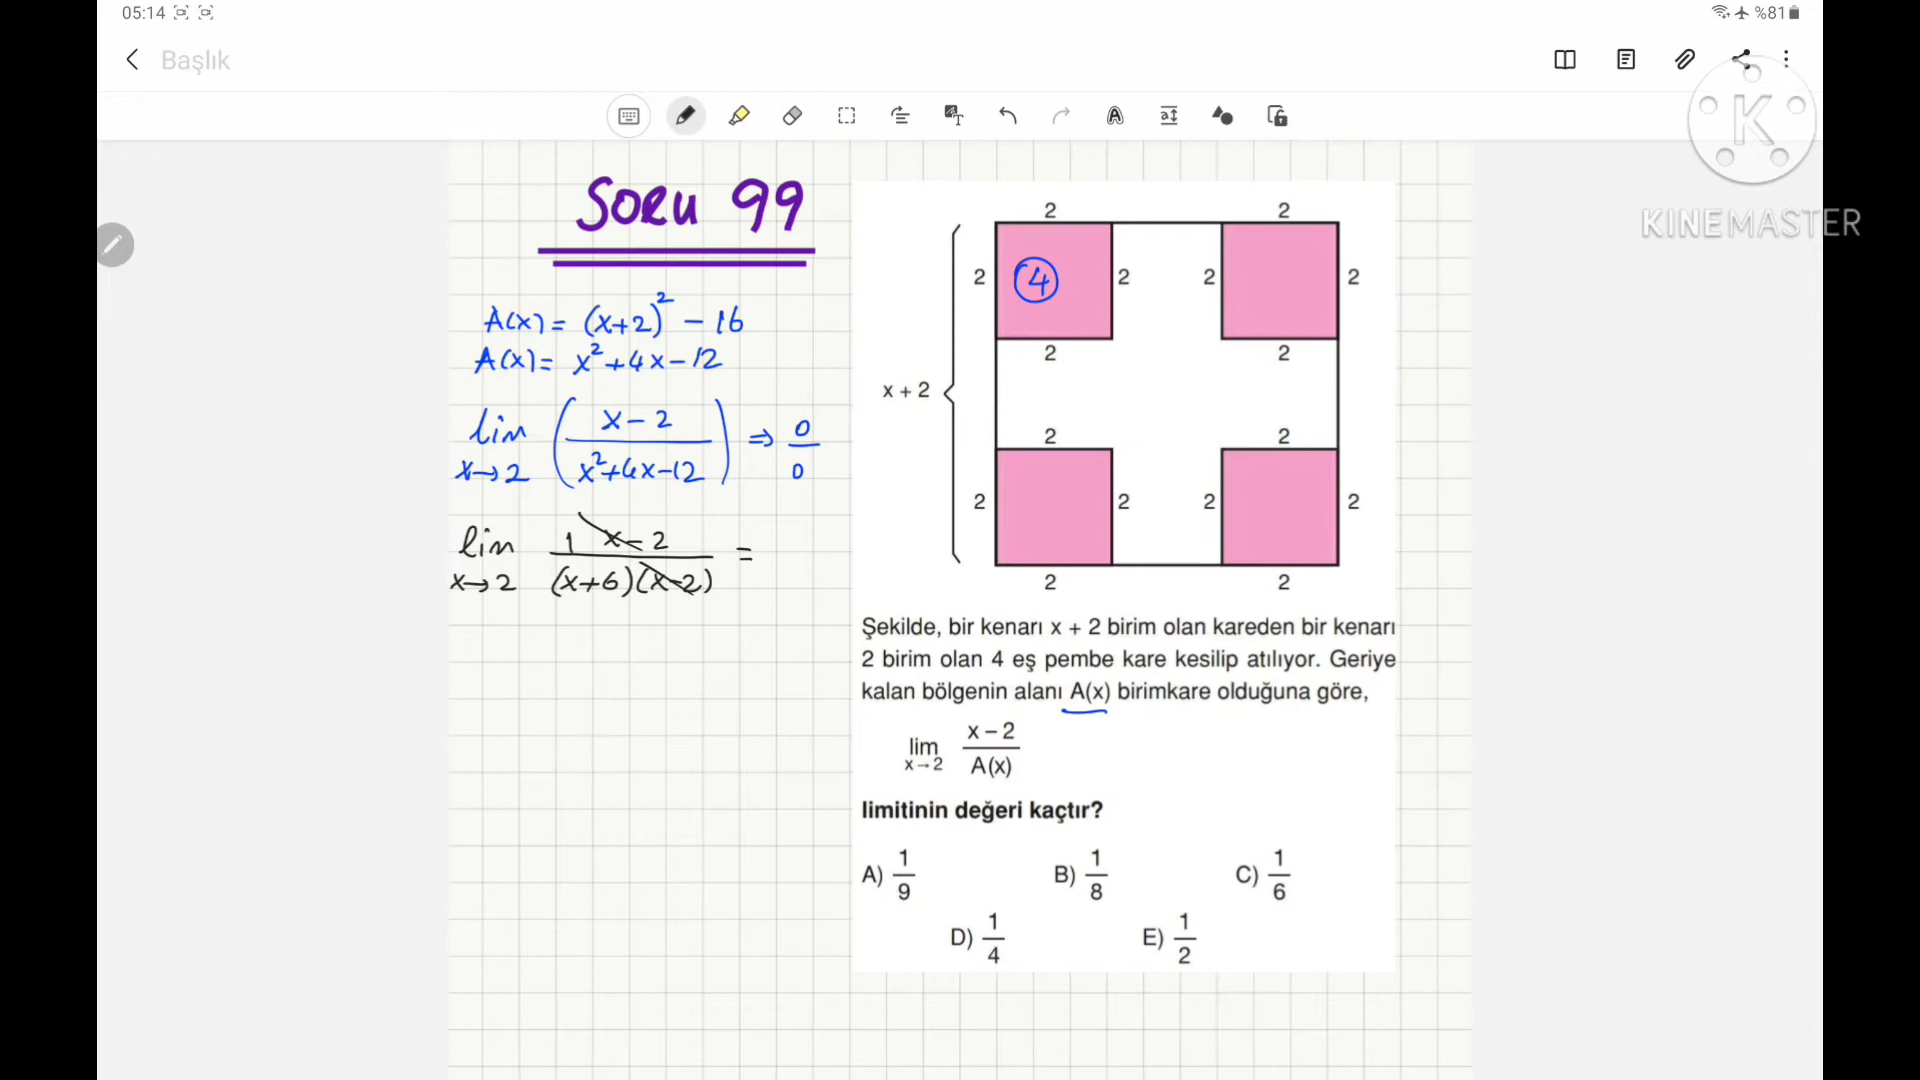 05:14
%81
Başlık
KINEMASTER
SORU 99
A(x) = (x+2)² - 16
A(x) = x² + 4x - 12
lim x→2 ( x - 2 / x² + 4x - 12 ) ⇒ 0/0
lim x→2 1 x - 2 / (x+6)(x-2) =
2 2
2 4 2 2 2
2 2
x + 2
2 2
2 2 2 2
2 2
Şekilde, bir kenarı x + 2 birim olan kareden bir kenarı
2 birim olan 4 eş pembe kare kesilip atılıyor. Geriye
kalan bölgenin alanı A(x) birimkare olduğuna göre,
lim x→2 x – 2 / A(x)
limitinin değeri kaçtır?
A) 1/9 B) 1/8 C) 1/6
D) 1/4 E) 1/2